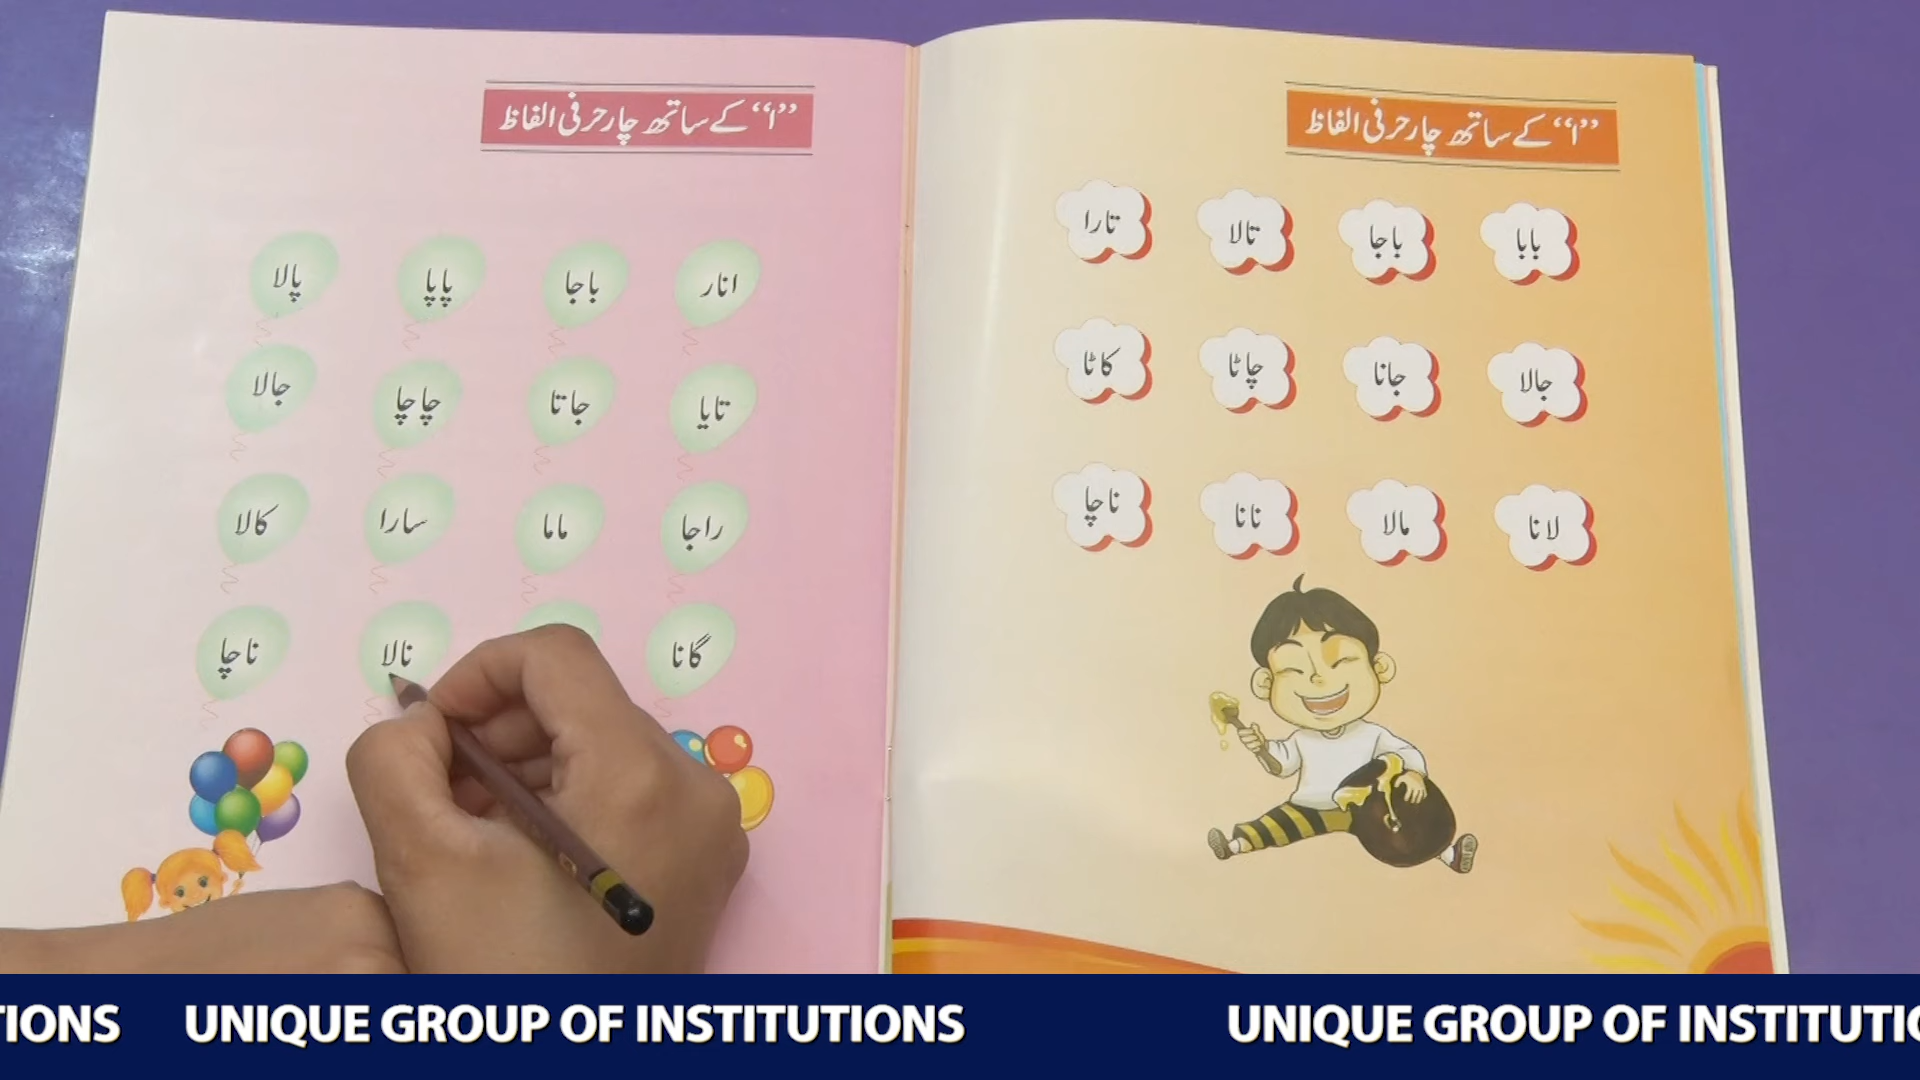 ”ا“ کے ساتھ چار حرفی الفاظ
انار باجا پاپا پالا
تایا جاتا چاچا جالا
راجا ماما سارا کالا
گانا نالا ناچا
”ا“ کے ساتھ چار حرفی الفاظ
بابا باجا تالا تارا
جالا جانا چاٹا کاٹا
لانا مالا نانا ناچا
TIONS UNIQUE GROUP OF INSTITUTIONS UNIQUE GROUP OF INSTITUTIO